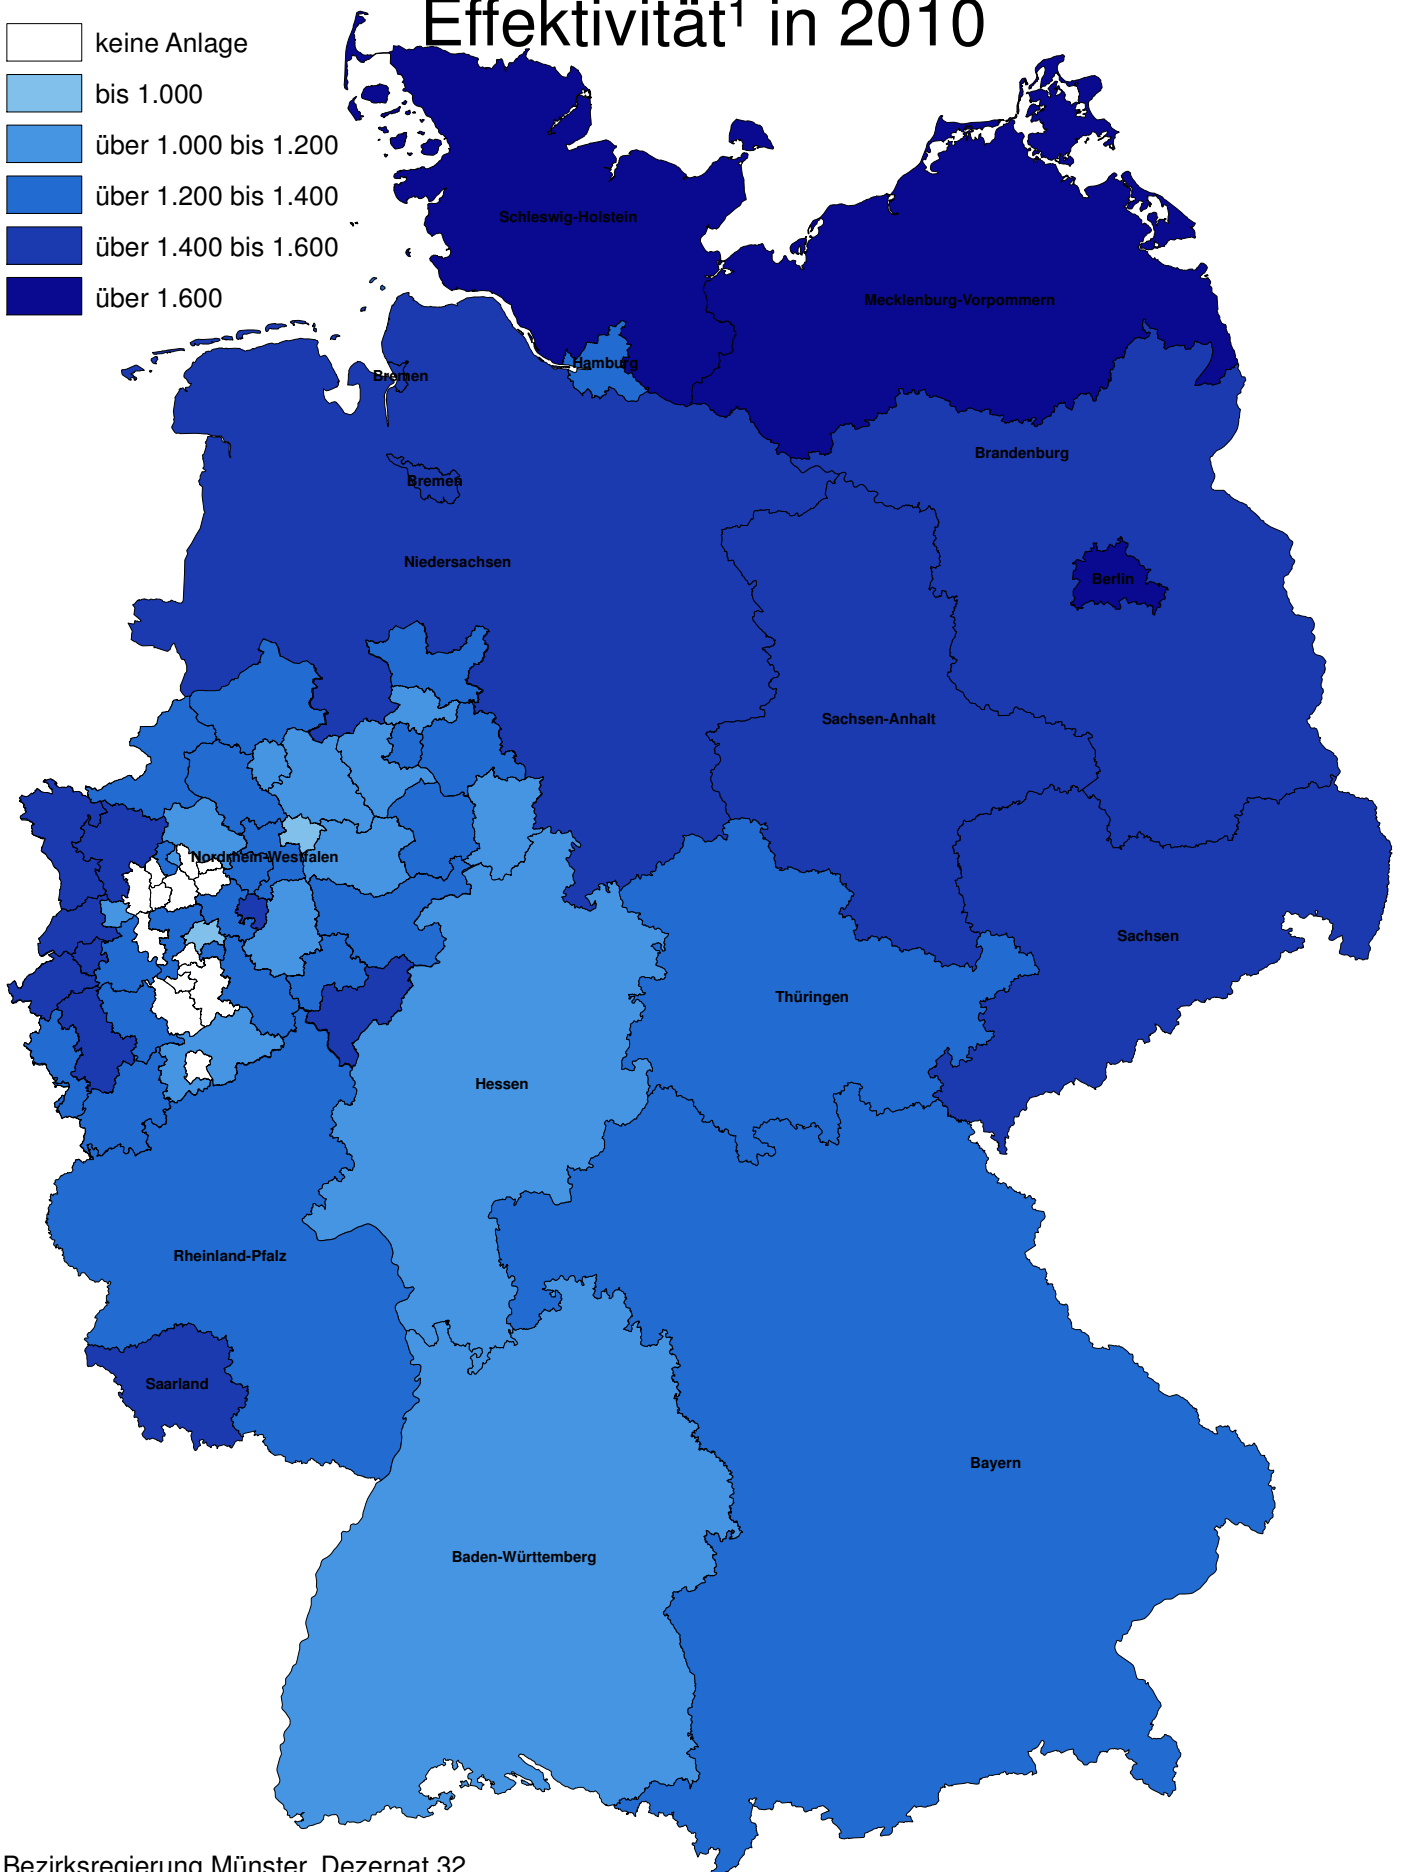 Effektivität¹ in 2010
keine Anlage
bis 1.000
über 1.000 bis 1.200
über 1.200 bis 1.400
über 1.400 bis 1.600
über 1.600
Schleswig-Holstein
Mecklenburg-Vorpommern
Hamburg
Bremen
Brandenburg
Bremen
Niedersachsen
Berlin
Sachsen-Anhalt
Nordrhein-Westfalen
Sachsen
Thüringen
Hessen
Rheinland-Pfalz
Saarland
Bayern
Baden-Württemberg
Bezirksregierung Münster, Dezernat 32